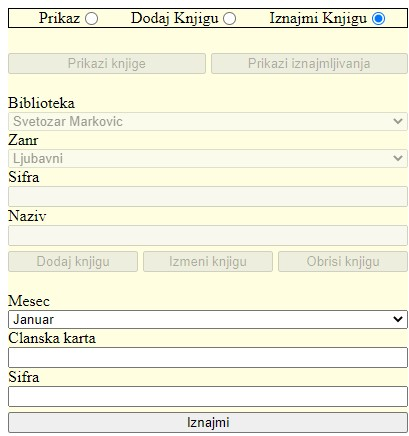 Prikaz Dodaj Knjigu Iznajmi Knjigu
Prikazi knjige Prikazi iznajmljivanja
Biblioteka
Svetozar Markovic
Zanr
Ljubavni
Sifra
Naziv
Dodaj knjigu Izmeni knjigu Obrisi knjigu
Mesec
Januar
Clanska karta
Sifra
Iznajmi